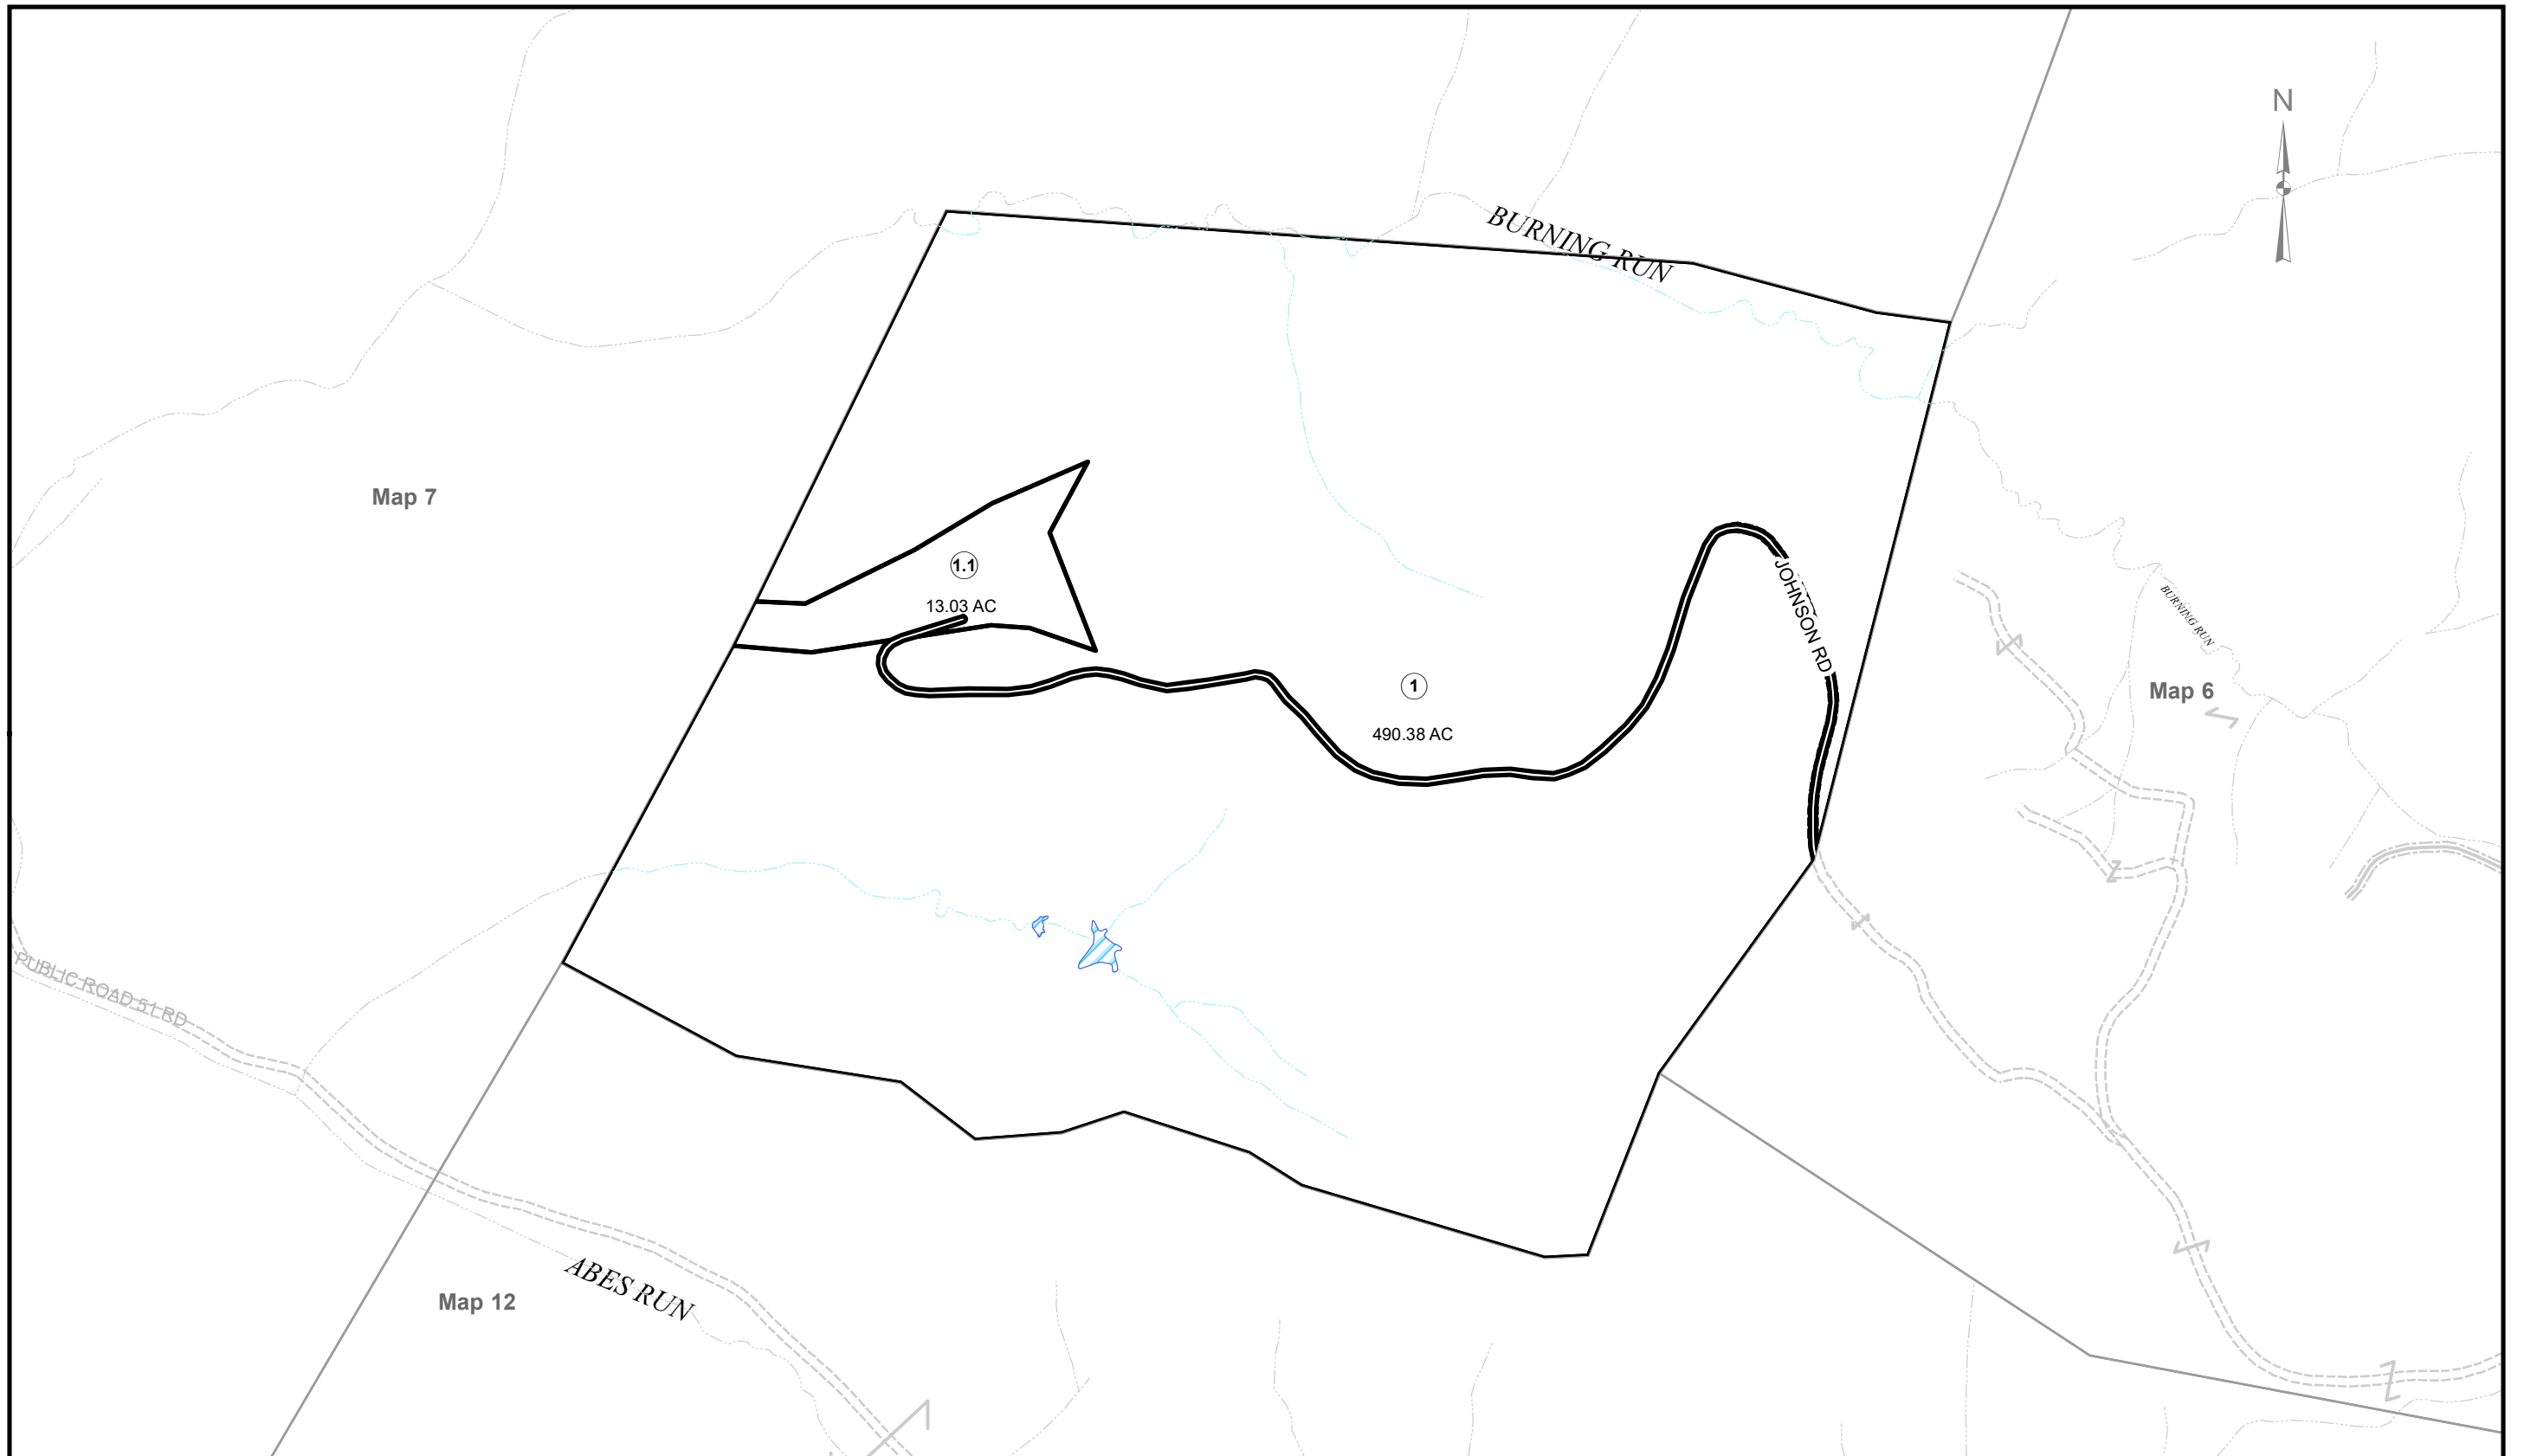 N
BURNING RUN
Map 7
1.1
13.03 AC
JOHNSON RD
BURNING RUN
1
Map 6
490.38 AC
PUBLIC ROAD 51 RD
ABES RUN
Map 12